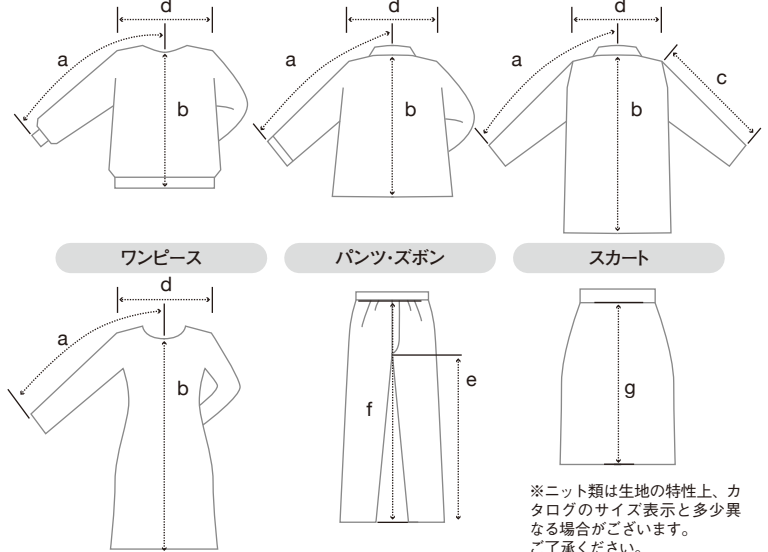 d
d
d
a
a
a
c
b
b
b
ワンピース
パンツ・ズボン
スカート
d
a
b
f
e
g
※ニット類は生地の特性上、カ
タログのサイズ表示と多少異
なる場合がございます。
ご了承ください。